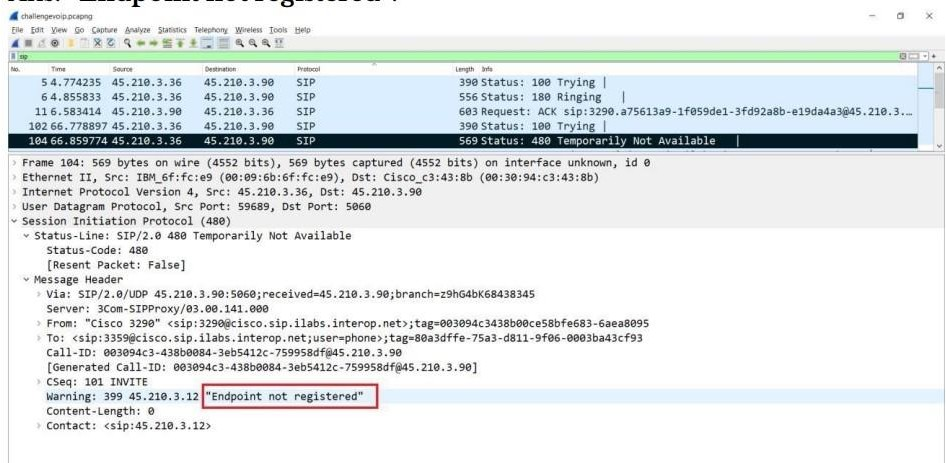 Ans: "Endpoint not registered".
challengevoip.pcapng
File Edit View Go Capture Analyze Statistics Telephony Wireless Tools Help
sip
No. Time Source Destination Protocol Length Info
5 4.774235 45.210.3.36 45.210.3.90 SIP 390 Status: 100 Trying |
6 4.855833 45.210.3.36 45.210.3.90 SIP 556 Status: 180 Ringing |
11 6.583414 45.210.3.90 45.210.3.36 SIP 603 Request: ACK sip:3290.a75613a9-1f059de1-3fd92a8b-e19da4a3@45.210.3...
102 66.778897 45.210.3.36 45.210.3.90 SIP 390 Status: 100 Trying |
104 66.859774 45.210.3.36 45.210.3.90 SIP 569 Status: 480 Temporarily Not Available |
Frame 104: 569 bytes on wire (4552 bits), 569 bytes captured (4552 bits) on interface unknown, id 0
Ethernet II, Src: IBM_6f:fc:e9 (00:09:6b:6f:fc:e9), Dst: Cisco_c3:43:8b (00:30:94:c3:43:8b)
Internet Protocol Version 4, Src: 45.210.3.36, Dst: 45.210.3.90
User Datagram Protocol, Src Port: 59689, Dst Port: 5060
Session Initiation Protocol (480)
Status-Line: SIP/2.0 480 Temporarily Not Available
Status-Code: 480
[Resent Packet: False]
Message Header
Via: SIP/2.0/UDP 45.210.3.90:5060;received=45.210.3.90;branch=z9hG4bK68438345
Server: 3Com-SIPProxy/03.00.141.000
From: "Cisco 3290" <sip:3290@cisco.sip.ilabs.interop.net>;tag=003094c3438b00ce58bfe683-6aea8095
To: <sip:3359@cisco.sip.ilabs.interop.net;user=phone>;tag=80a3dffe-75a3-d811-9f06-0003ba43cf93
Call-ID: 003094c3-438b0084-3eb5412c-759958df@45.210.3.90
[Generated Call-ID: 003094c3-438b0084-3eb5412c-759958df@45.210.3.90]
CSeq: 101 INVITE
Warning: 399 45.210.3.12 "Endpoint not registered"
Content-Length: 0
Contact: <sip:45.210.3.12>